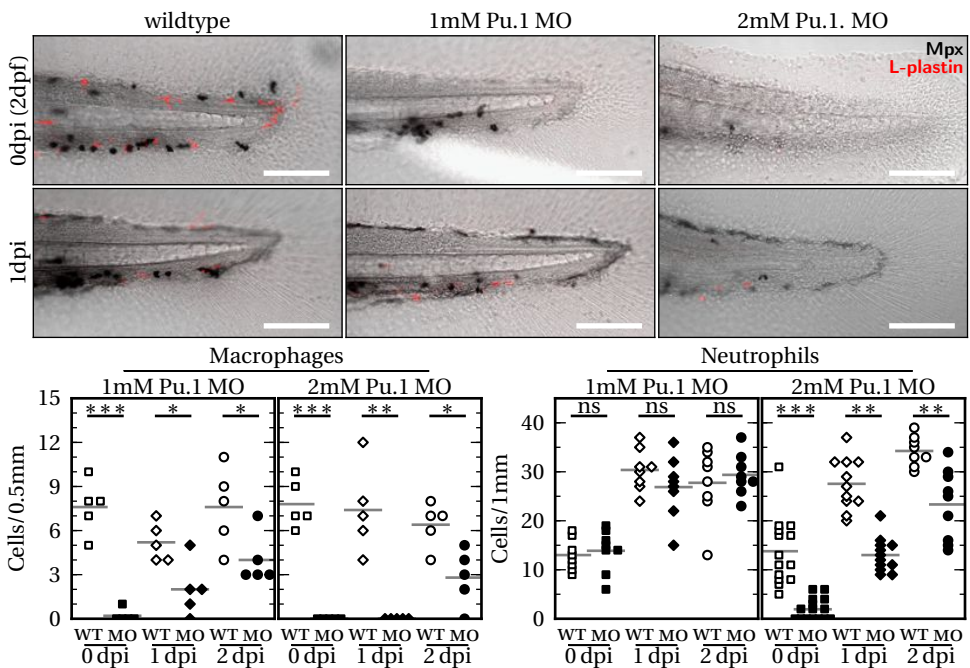 wildtype 1mM Pu.1 MO 2mM Pu.1. MO
0dpi (2dpf)
Mpx
L-plastin
1dpi
Macrophages Neutrophils
1mM Pu.1 MO 2mM Pu.1 MO 1mM Pu.1 MO 2mM Pu.1 MO
Cells/0.5mm
15
12
9
6
3
0
*** * * *** ** *
WT MO WT MO WT MO WT MO WT MO WT MO
0 dpi 1 dpi 2 dpi 0 dpi 1 dpi 2 dpi
Cells/1mm
40
30
20
10
0
ns ns ns *** ** **
WT MO WT MO WT MO WT MO WT MO WT MO
0 dpi 1 dpi 2 dpi 0 dpi 1 dpi 2 dpi